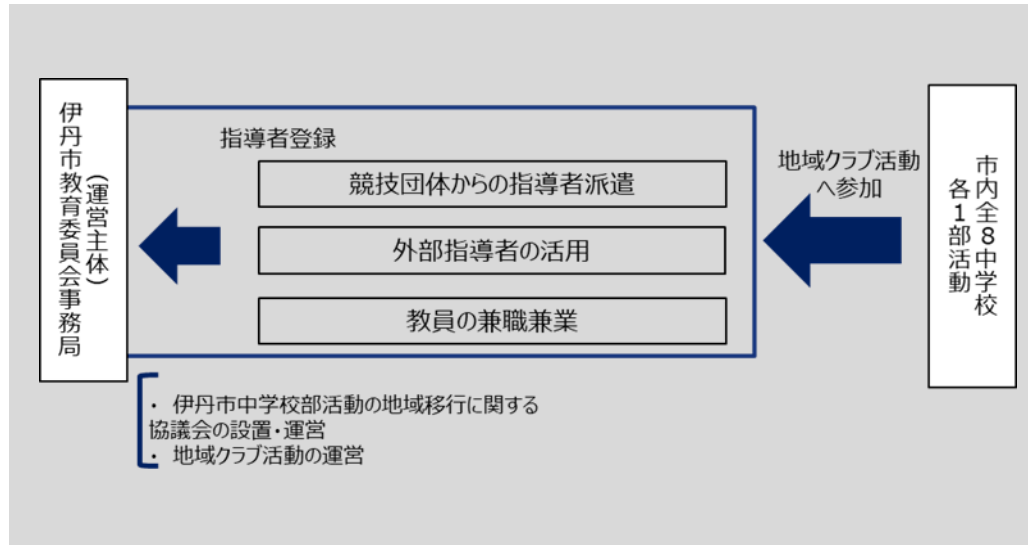 伊丹市教育委員会事務局
（運営主体）
指導者登録
競技団体からの指導者派遣
外部指導者の活用
教員の兼職兼業
・ 伊丹市中学校部活動の地域移行に関する
協議会の設置・運営
・ 地域クラブ活動の運営
地域クラブ活動
へ参加
市内全８中学校
各１部活動